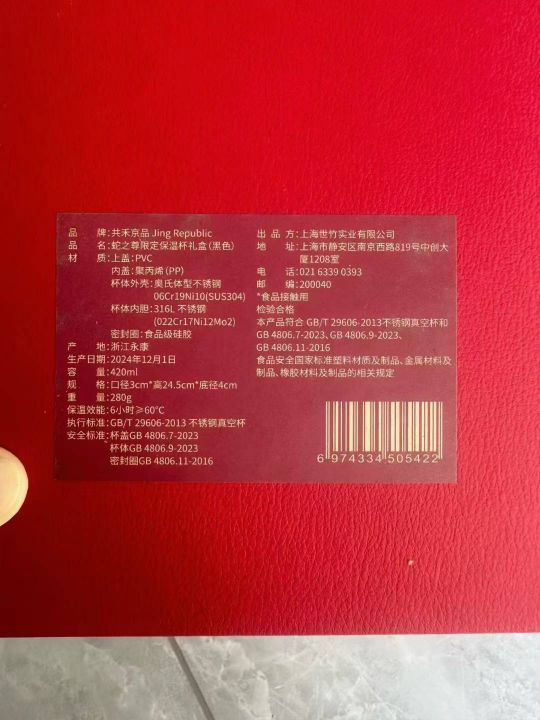 品 牌：共禾京品 Jing Republic
品 名：蛇之尊限定保温杯礼盒（黑色）
材 质：上盖：PVC
内盖：聚丙烯（PP）
杯体外壳：奥氏体型不锈钢
06Cr19Ni10(SUS304)
杯体内胆：316L 不锈钢
（022Cr17Ni12Mo2）
密封圈：食品级硅胶
产 地：浙江永康
生产日期：2024年12月1日
容 量：420ml
规 格：口径3cm*高24.5cm*底径4cm
重 量：280g
保温效能：6小时≥60℃
执行标准：GB/T 29606-2013 不锈钢真空杯
安全标准：杯盖GB 4806.7-2023
杯体GB 4806.9-2023
密封圈GB 4806.11-2016
出 品 方：上海世竹实业有限公司
地 址：上海市静安区南京西路819号中创大
厦1208室
电 话：021 6339 0393
邮 编：200040
*食品接触用
检验合格
本产品符合 GB/T 29606-2013不锈钢真空杯和
GB 4806.7-2023、GB 4806.9-2023、
GB 4806.11-2016
食品安全国家标准塑料材质及制品、金属材料及
制品、橡胶材料及制品的相关规定
6 974334 505422